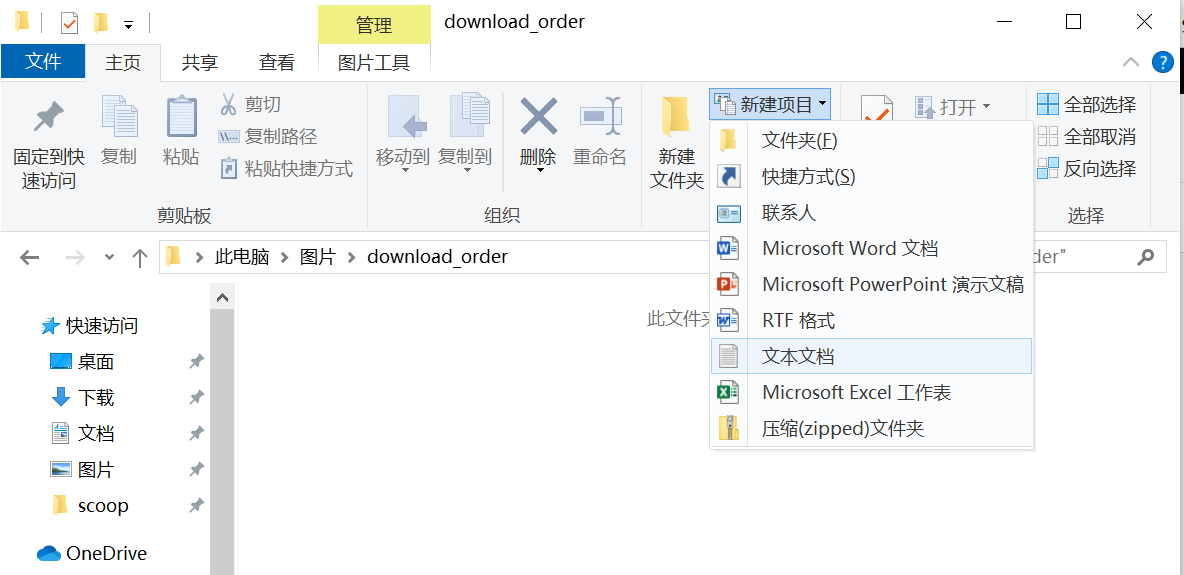 管理
download_order
文件
主页
共享
查看
图片工具
固定到快
速访问
复制
粘贴
剪切
复制路径
粘贴快捷方式
剪贴板
移动到
复制到
删除
重命名
组织
新建
文件夹
新建项目
打开
全部选择
全部取消
反向选择
选择
文件夹(F)
快捷方式(S)
联系人
Microsoft Word 文档
Microsoft PowerPoint 演示文稿
RTF 格式
文本文档
Microsoft Excel 工作表
压缩(zipped)文件夹
此电脑
图片
download_order
der"
此文件夹
快速访问
桌面
下载
文档
图片
scoop
OneDrive